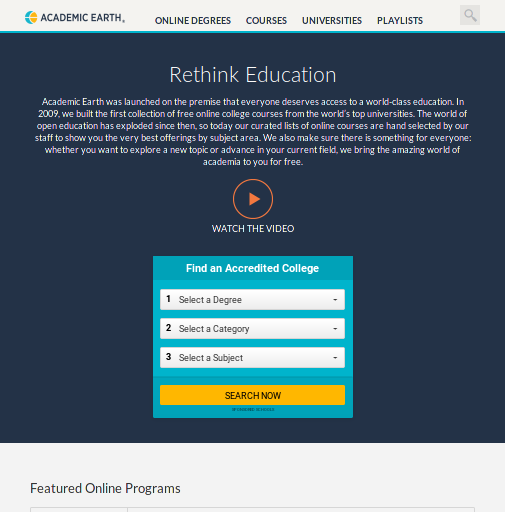 ACADEMIC EARTH
ONLINE DEGREES COURSES UNIVERSITIES PLAYLISTS
Rethink Education
Academic Earth was launched on the premise that everyone deserves access to a world-class education. In
2009, we built the first collection of free online college courses from the world's top universities. The world of
open education has exploded since then, so today our curated lists of online courses are hand selected by our
staff to show you the very best offerings by subject area. We also make sure there is something for everyone:
whether you want to explore a new topic or advance in your current field, we bring the amazing world of
academia to you for free.
WATCH THE VIDEO
Find an Accredited College
1 Select a Degree
2 Select a Category
3 Select a Subject
SEARCH NOW
Featured Online Programs